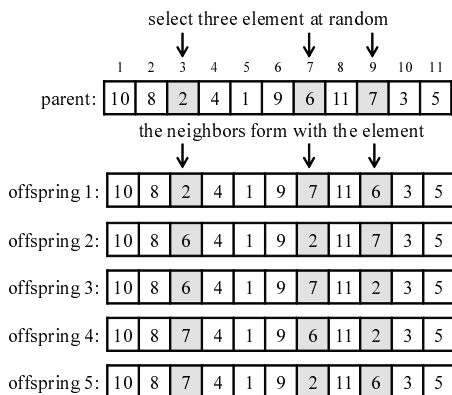 select three element at random
1 2 3 4 5 6 7 8 9 10 11
parent: 10 8 2 4 1 9 6 11 7 3 5
the neighbors form with the element
offspring 1: 10 8 2 4 1 9 7 11 6 3 5
offspring 2: 10 8 6 4 1 9 2 11 7 3 5
offspring 3: 10 8 6 4 1 9 7 11 2 3 5
offspring 4: 10 8 7 4 1 9 6 11 2 3 5
offspring 5: 10 8 7 4 1 9 2 11 6 3 5